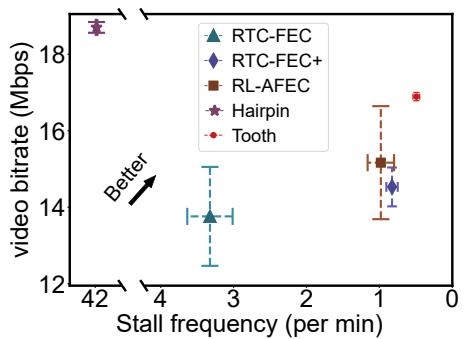 video bitrate (Mbps)
18
16
14
12
RTC-FEC
RTC-FEC+
RL-AFEC
Hairpin
Tooth
Better
42 4 3 2 1 0
Stall frequency (per min)